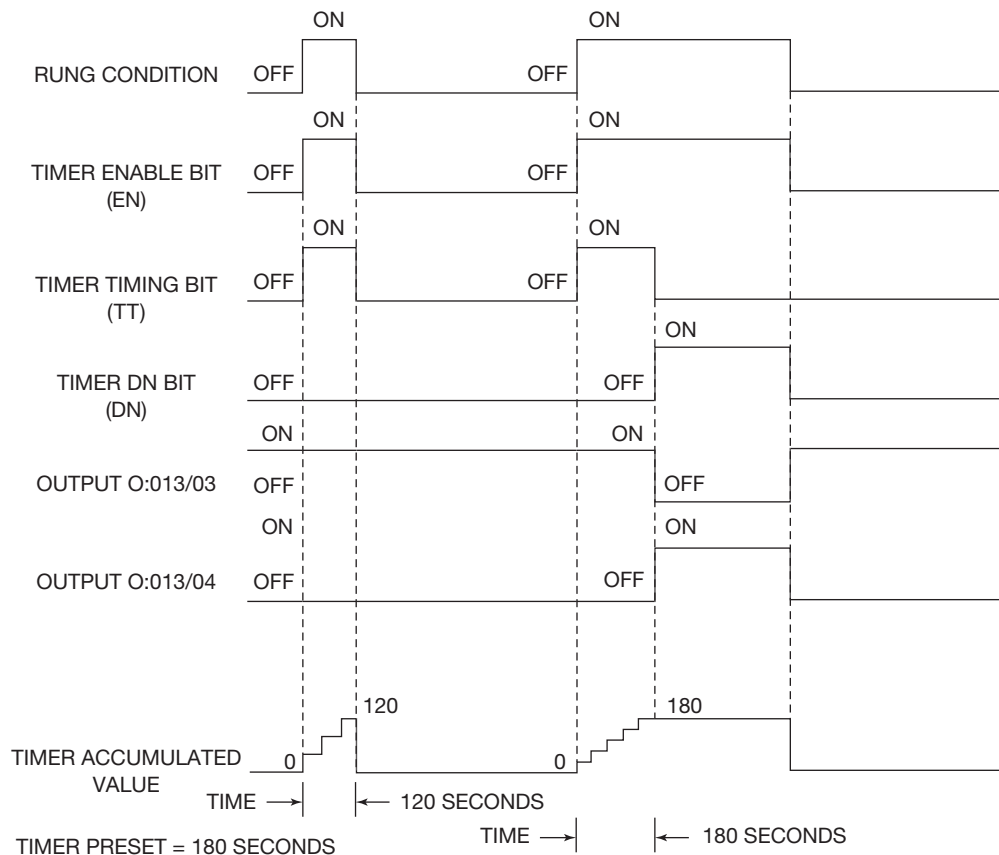 ON ON
RUNG CONDITION OFF OFF
ON ON
TIMER ENABLE BIT OFF OFF
(EN)
ON ON
TIMER TIMING BIT OFF OFF
(TT)
ON
TIMER DN BIT OFF OFF
(DN)
ON ON
OUTPUT O:013/03 OFF OFF
ON ON
OUTPUT O:013/04 OFF OFF
120 180
TIMER ACCUMULATED 0 0
VALUE
TIME 120 SECONDS
TIMER PRESET = 180 SECONDS TIME 180 SECONDS